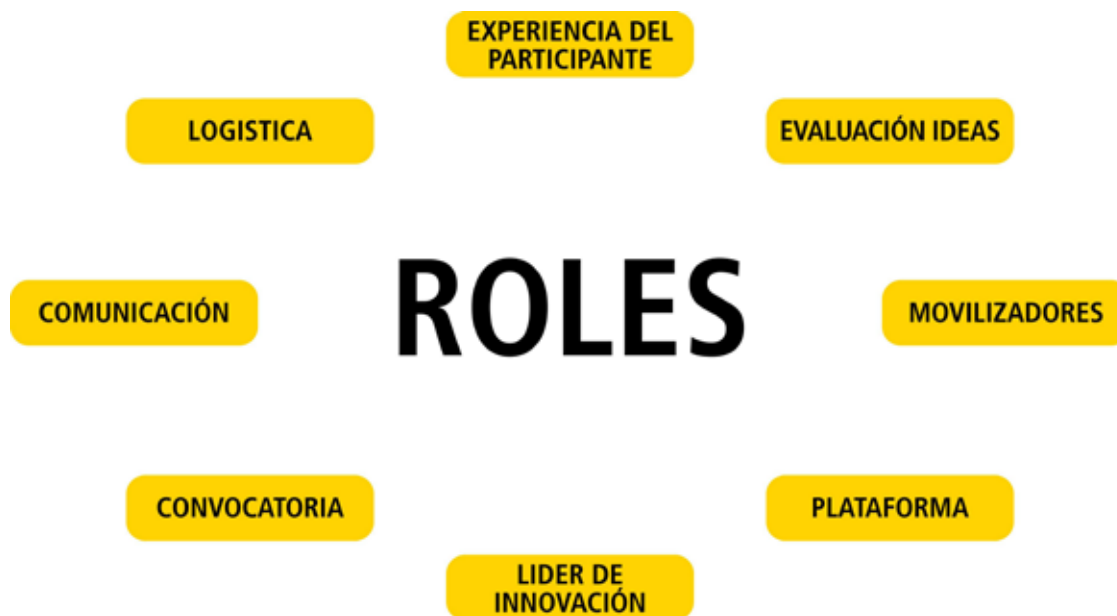 EXPERIENCIA DEL
PARTICIPANTE
LOGISTICA
EVALUACIÓN IDEAS
COMUNICACIÓN
ROLES
MOVILIZADORES
CONVOCATORIA
PLATAFORMA
LIDER DE
INNOVACIÓN